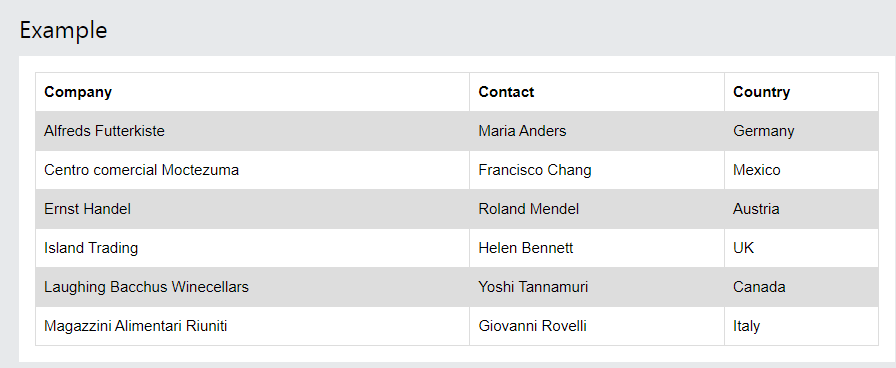 Example
Company Contact Country
Alfreds Futterkiste Maria Anders Germany
Centro comercial Moctezuma Francisco Chang Mexico
Ernst Handel Roland Mendel Austria
Island Trading Helen Bennett UK
Laughing Bacchus Winecellars Yoshi Tannamuri Canada
Magazzini Alimentari Riuniti Giovanni Rovelli Italy